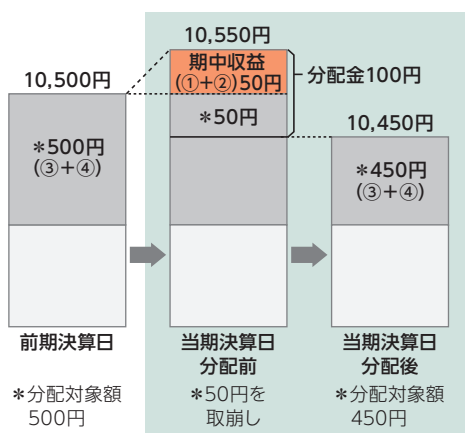 10,500円
＊500円
(③＋④)
前期決算日
＊分配対象額
500円
10,550円
期中収益
(①＋②)50円
＊50円
分配金100円
当期決算日
分配前
＊50円を
取崩し
10,450円
＊450円
(③＋④)
当期決算日
分配後
＊分配対象額
450円